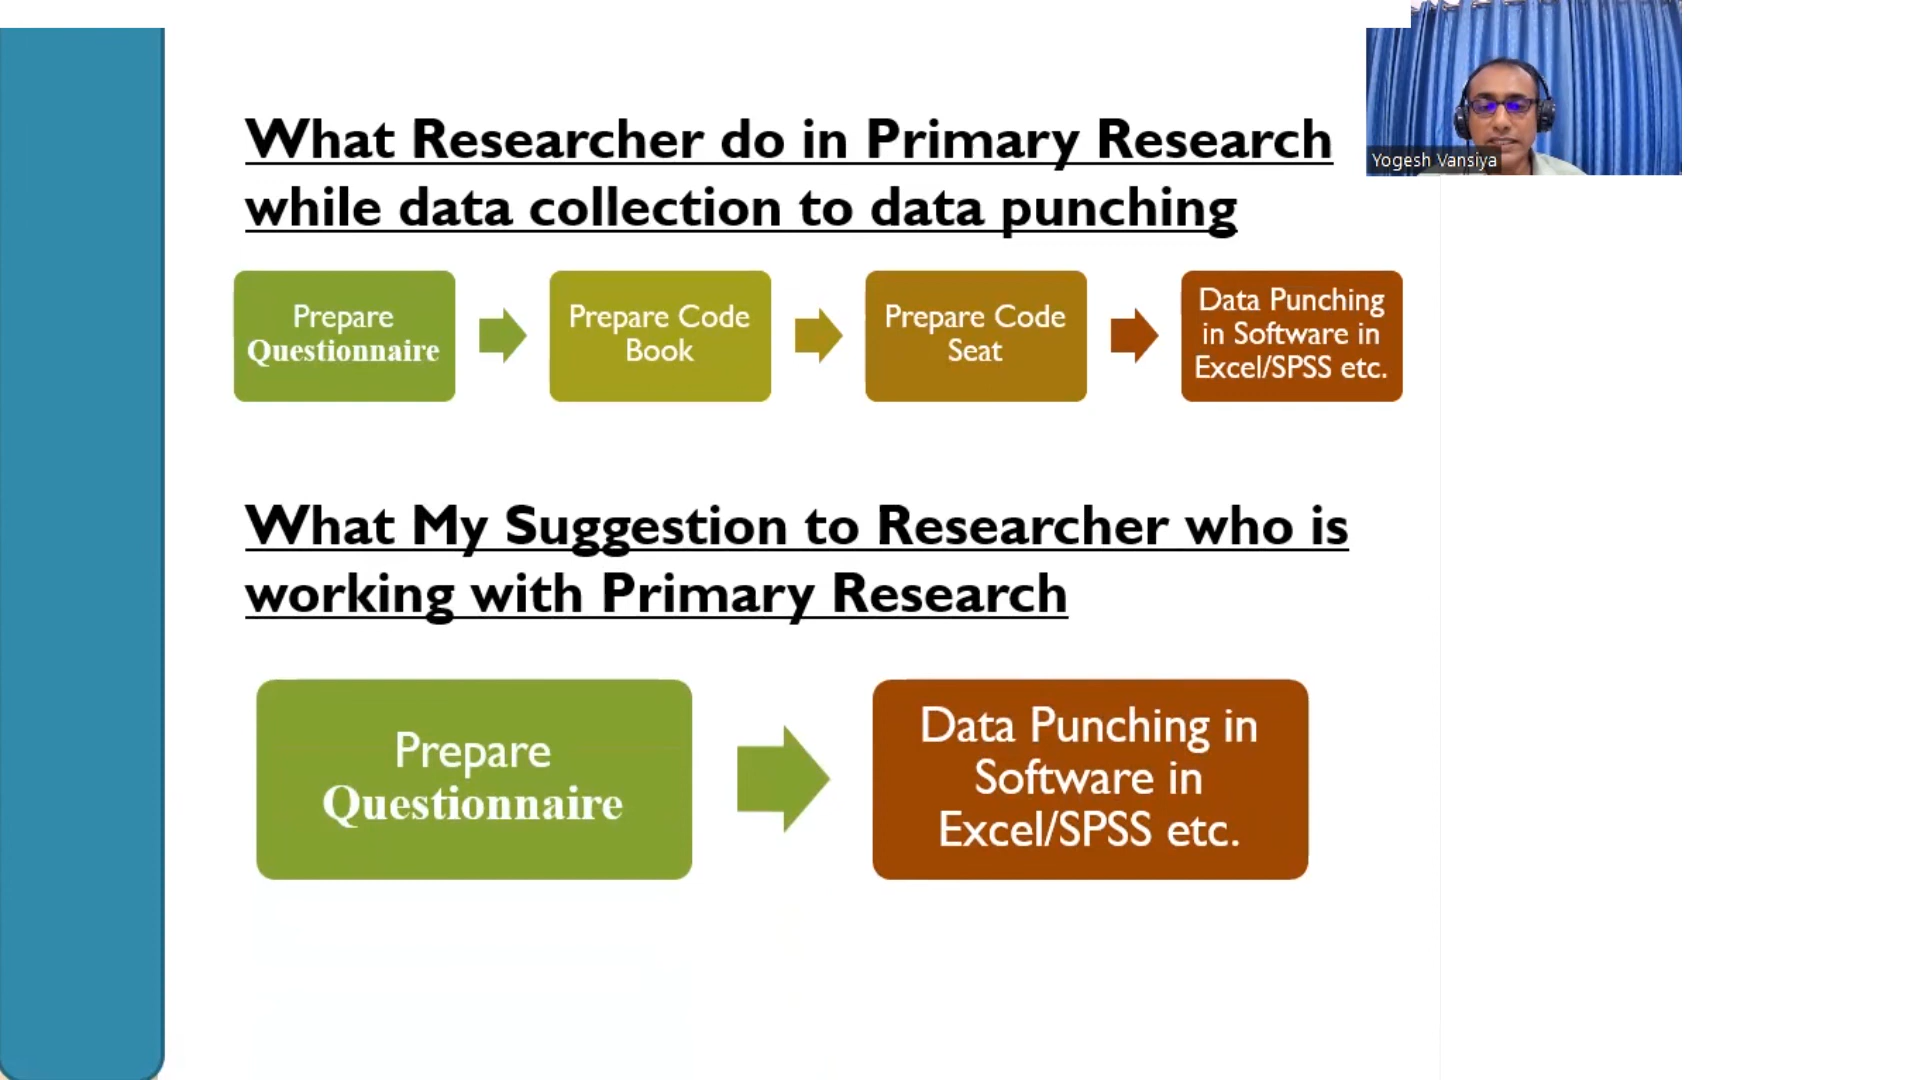 What Researcher do in Primary Research
while data collection to data punching
Yogesh Vansiya
Prepare
Questionnaire
Prepare Code
Book
Prepare Code
Seat
Data Punching
in Software in
Excel/SPSS etc.
What My Suggestion to Researcher who is
working with Primary Research
Prepare
Questionnaire
Data Punching in
Software in
Excel/SPSS etc.